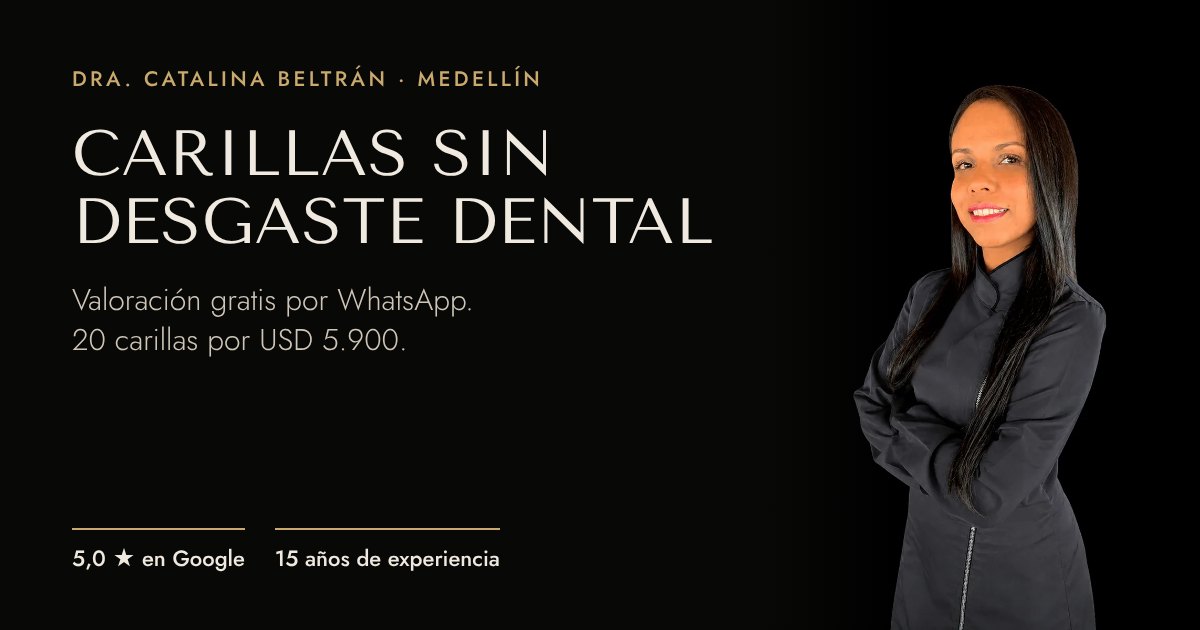 DRA. CATALINA BELTRÁN · MEDELLÍN
CARILLAS SIN
DESGASTE DENTAL
Valoración gratis por WhatsApp.
20 carillas por USD 5.900.
5,0 ★ en Google
15 años de experiencia